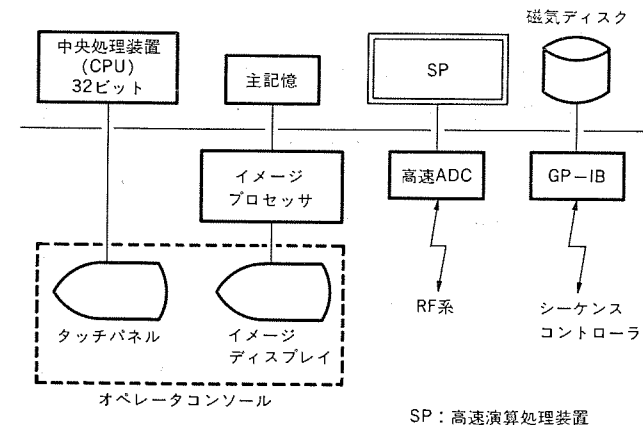 中央処理装置
(CPU)
32ビット
主記憶
SP
磁気ディスク
イメージ
プロセッサ
高速ADC
GP－IB
タッチパネル
イメージ
ディスプレイ
RF系
シーケンス
コントローラ
オペレータコンソール
SP：高速演算処理装置